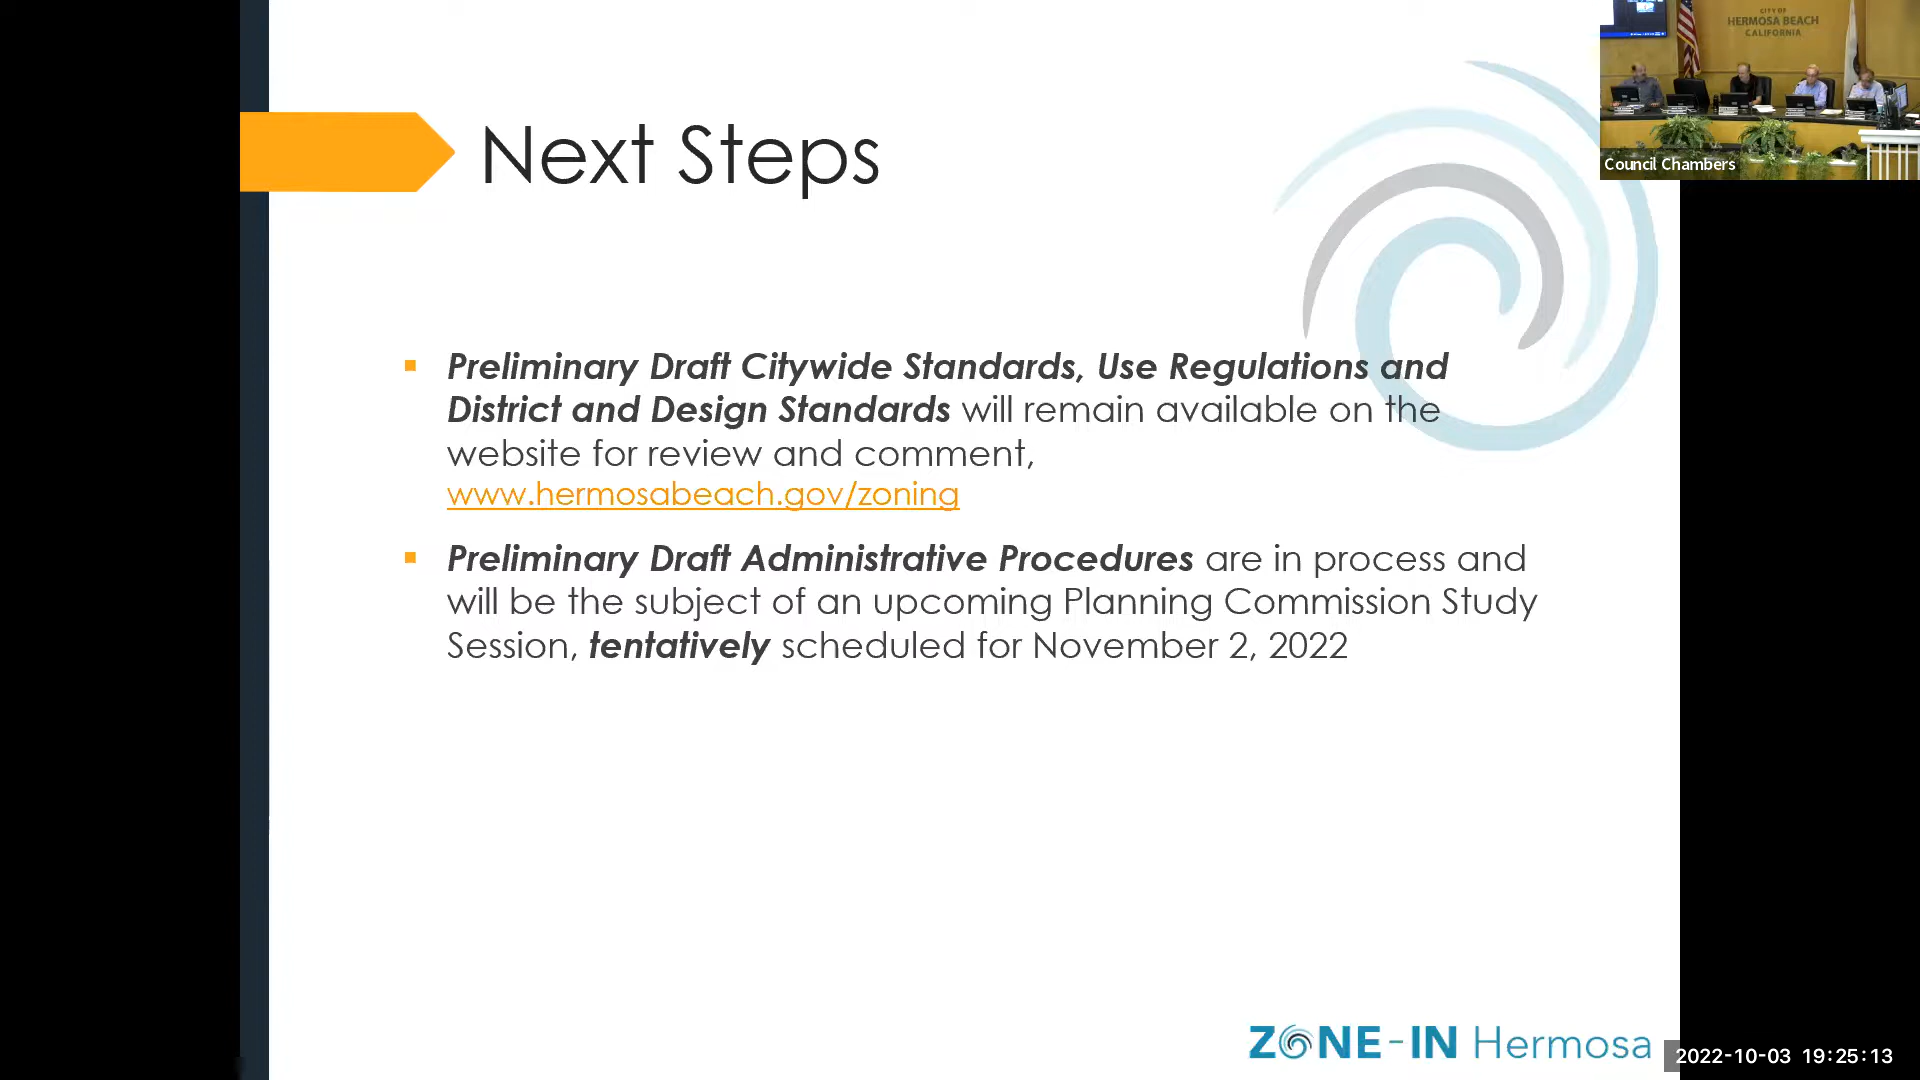 CITY OF
HERMOSA BEACH
CALIFORNIA
Council Chambers
Next Steps
Preliminary Draft Citywide Standards, Use Regulations and
District and Design Standards will remain available on the
website for review and comment,
www.hermosabeach.gov/zoning
Preliminary Draft Administrative Procedures are in process and
will be the subject of an upcoming Planning Commission Study
Session, tentatively scheduled for November 2, 2022
ZONE-IN Hermosa
2022-10-03 19:25:13